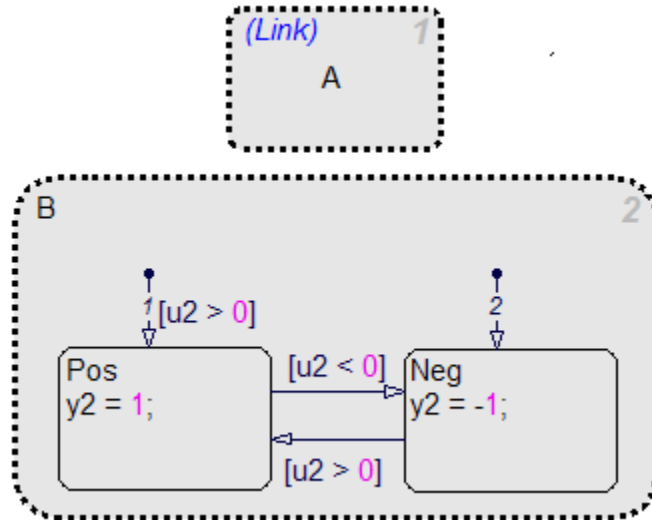 (Link) 1
A
B 2
1 [u2 > 0]
2
Pos
y2 = 1;
[u2 < 0]
Neg
y2 = -1;
[u2 > 0]